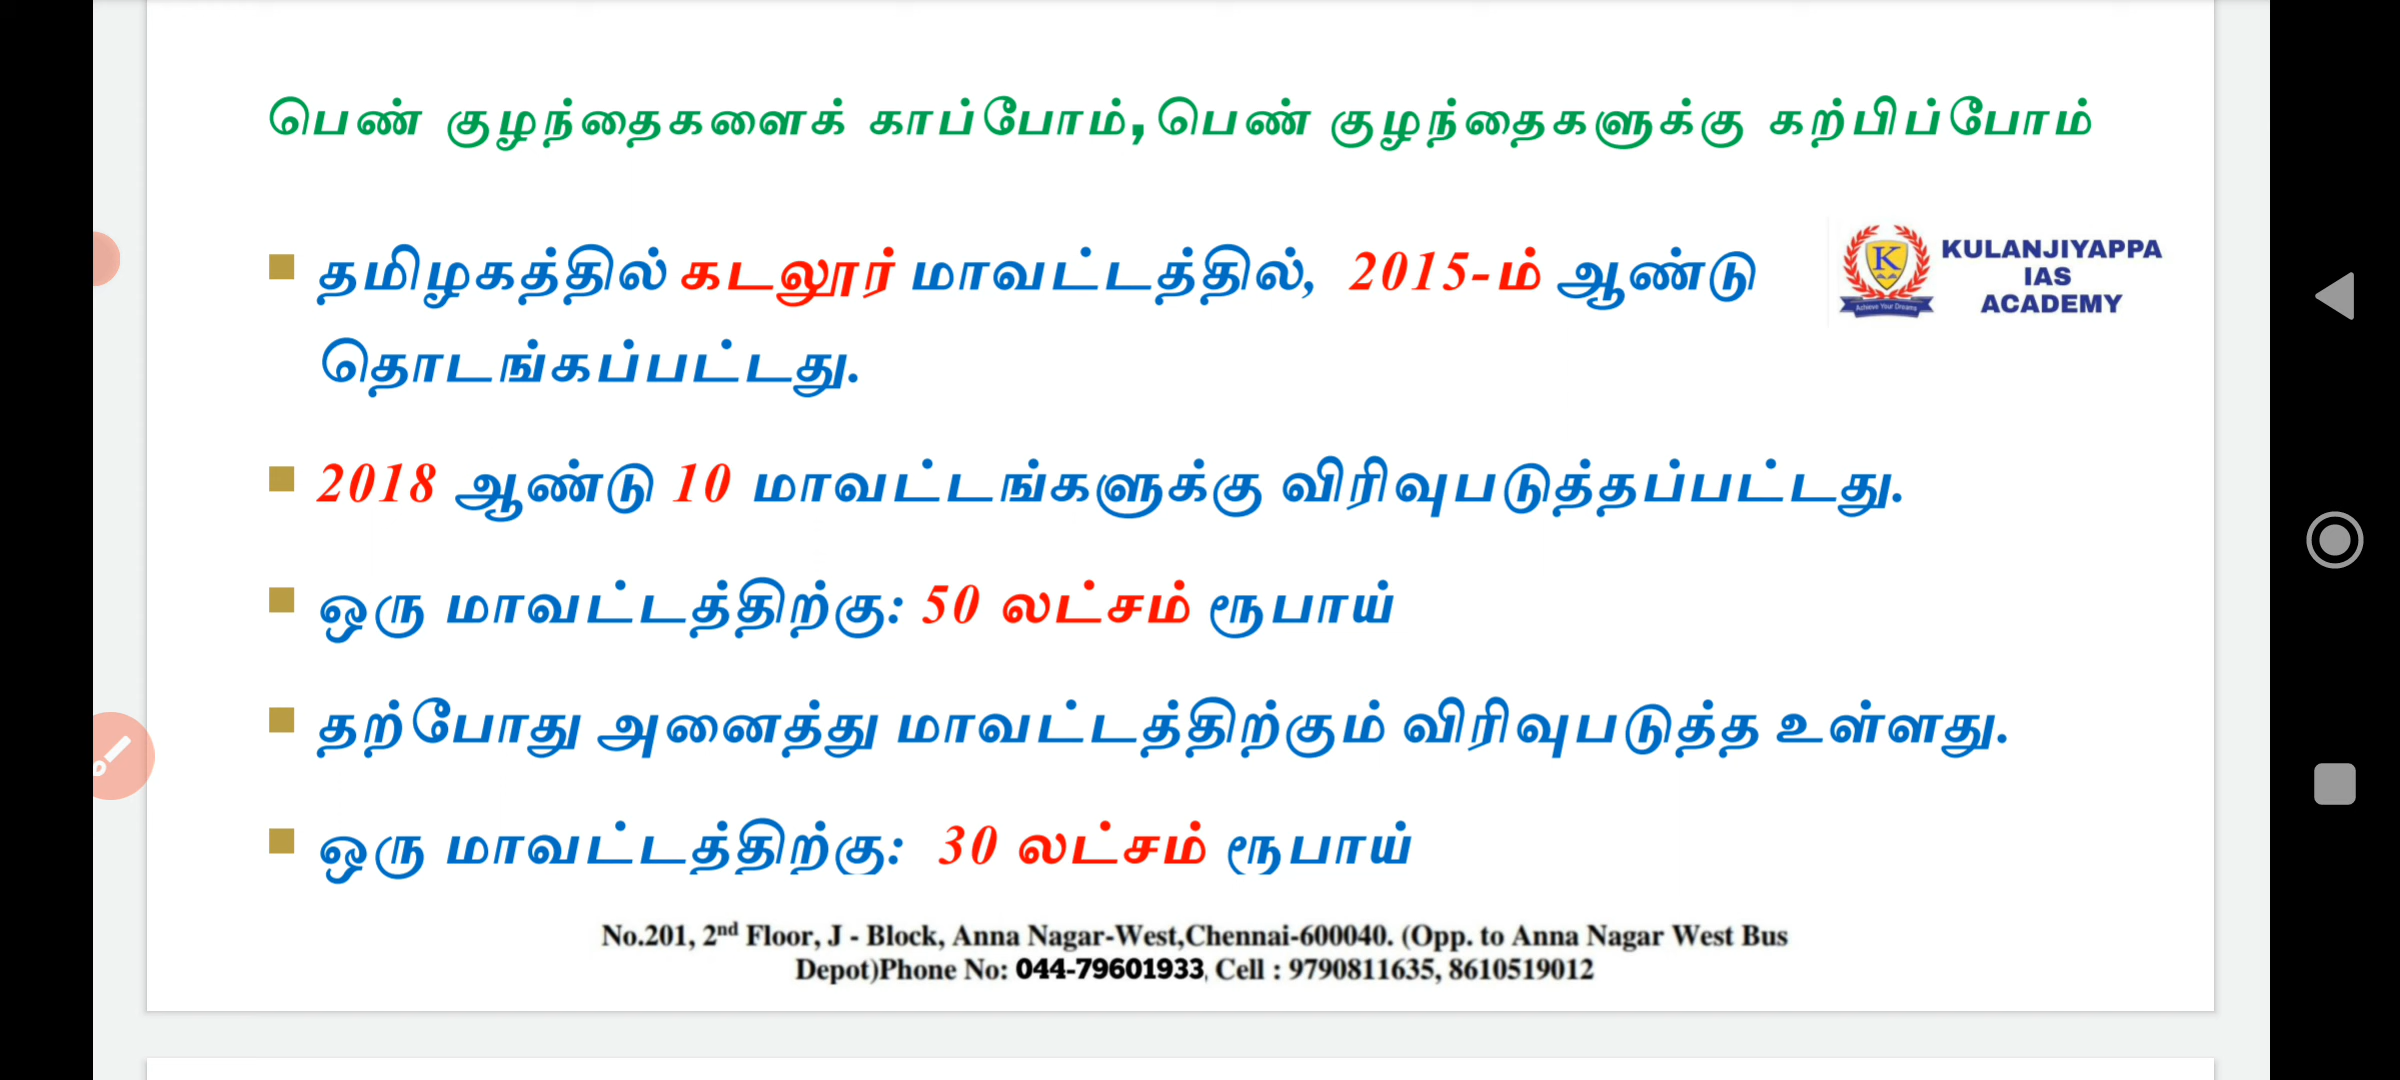 பெண் குழந்தைகளைக் காப்போம்,பெண் குழந்தைகளுக்கு கற்பிப்போம்
தமிழகத்தில் கடலூர் மாவட்டத்தில், 2015-ம் ஆண்டு
தொடங்கப்பட்டது.
KULANJIYAPPA
IAS
ACADEMY
K
Achieve Your Dreams
2018 ஆண்டு 10 மாவட்டங்களுக்கு விரிவுபடுத்தப்பட்டது.
ஒரு மாவட்டத்திற்கு: 50 லட்சம் ரூபாய்
தற்போது அனைத்து மாவட்டத்திற்கும் விரிவுபடுத்த உள்ளது.
ஒரு மாவட்டத்திற்கு: 30 லட்சம் ரூபாய்
No.201, 2nd Floor, J - Block, Anna Nagar-West,Chennai-600040. (Opp. to Anna Nagar West Bus
Depot)Phone No: 044-79601933, Cell : 9790811635, 8610519012